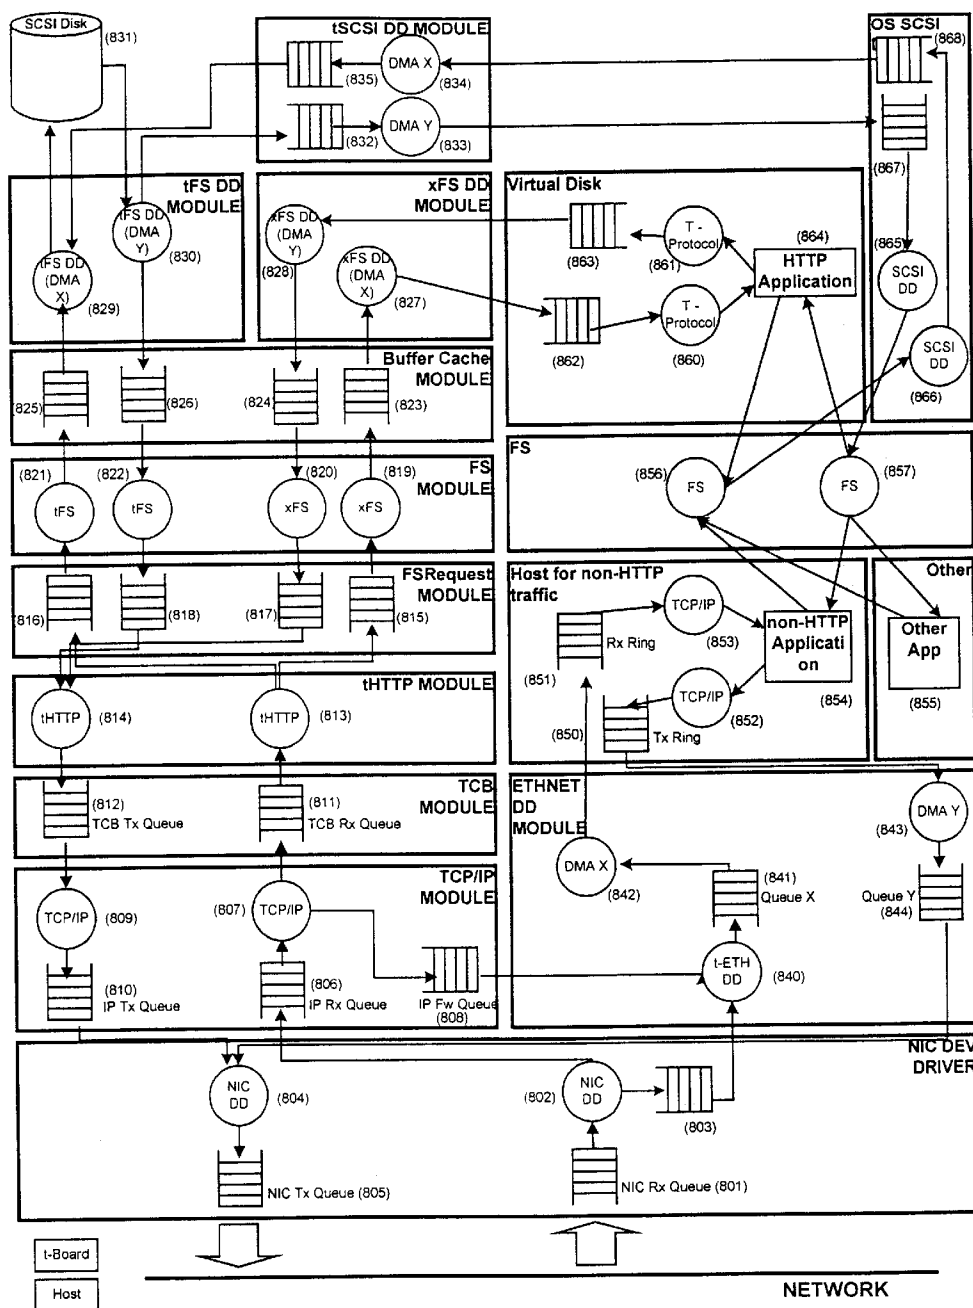 SCSI Disk
(831)
tSCSI DD MODULE
(835)
DMA X
(834)
(832)
DMA Y
(833)
OS SCSI
(868)
(867)
(865)
SCSI
DD
SCSI
DD
(866)
tFS DD
MODULE
tFS DD
(DMA
Y)
(830)
tFS DD
(DMA
X)
(829)
xFS DD
MODULE
xFS DD
(DMA
Y)
(828)
xFS DD
(DMA
X)
(827)
Virtual Disk
(863)
T -
Protocol
(861)
(864)
HTTP
Application
(862)
T -
Protocol
(860)
Buffer Cache
MODULE
(825)
(826)
(824)
(823)
FS
MODULE
(821)
tFS
(822)
tFS
(820)
xFS
(819)
xFS
FS
(856)
FS
FS
(857)
FSRequest
MODULE
(816)
(818)
(817)
(815)
Host for non-HTTP
traffic
Rx Ring
(851)
TCP/IP
(853)
non-HTTP
Applicati
on
(854)
TCP/IP
(852)
(850)
Tx Ring
Other
Other
App
(855)
tHTTP MODULE
tHTTP
(814)
tHTTP
(813)
TCB
MODULE
(812)
TCB Tx Queue
(811)
TCB Rx Queue
ETHNET
DD
MODULE
DMA X
(842)
(841)
Queue X
DMA Y
(843)
Queue Y
(844)
t-ETH
DD
(840)
TCP/IP
MODULE
TCP/IP
(809)
(807)
TCP/IP
(810)
IP Tx Queue
(806)
IP Rx Queue
IP Fw Queue
(808)
NIC DEV
DRIVER
NIC
DD
(804)
(802)
NIC
DD
(803)
NIC Tx Queue (805)
NIC Rx Queue (801)
t-Board
Host
NETWORK